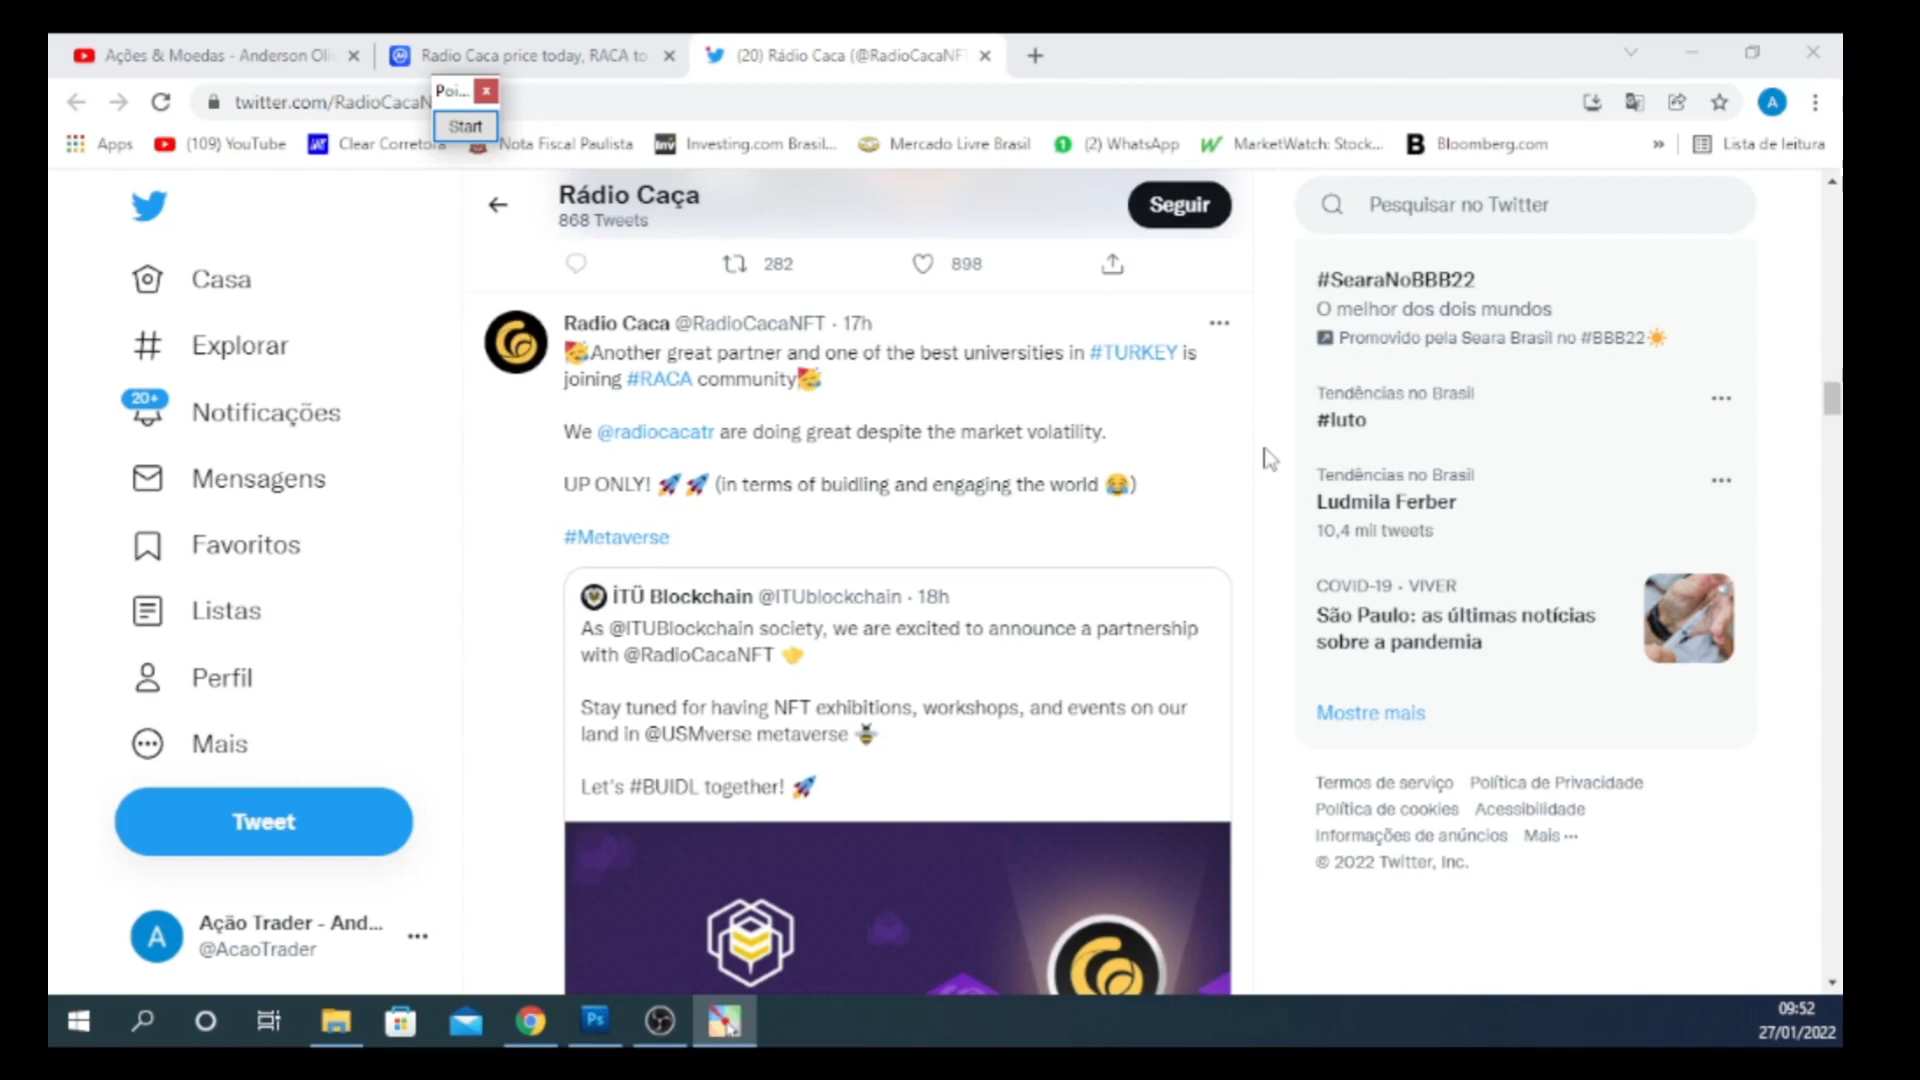 Ações & Moedas - Anderson Oli
Radio Caca price today, RACA to
(20) Rádio Caca (@RadioCacaNF
twitter.com/RadioCacaN
Poi...
Start
Apps
(109) YouTube
Clear Corretora
Nota Fiscal Paulista
Investing.com Brasil...
Mercado Livre Brasil
(2) WhatsApp
MarketWatch: Stock...
Bloomberg.com
Lista de leitura
Casa
Explorar
20+
Notificações
Mensagens
Favoritos
Listas
Perfil
Mais
Tweet
Ação Trader - And...
@AcaoTrader
Rádio Caça
868 Tweets
Seguir
282
898
Radio Caca @RadioCacaNFT · 17h
🥳Another great partner and one of the best universities in #TURKEY is
joining #RACA community🥳
We @radiocacatr are doing great despite the market volatility.
UP ONLY! 🚀 🚀 (in terms of buidling and engaging the world 😂)
#Metaverse
İTÜ Blockchain @ITUblockchain · 18h
As @ITUBlockchain society, we are excited to announce a partnership
with @RadioCacaNFT
Stay tuned for having NFT exhibitions, workshops, and events on our
land in @USMverse metaverse 🐝
Let's #BUIDL together! 🚀
Pesquisar no Twitter
#SearaNoBBB22
O melhor dos dois mundos
Promovido pela Seara Brasil no #BBB22☀️
Tendências no Brasil
#luto
Tendências no Brasil
Ludmila Ferber
10,4 mil tweets
COVID-19 · VIVER
São Paulo: as últimas notícias
sobre a pandemia
Mostre mais
Termos de serviço Política de Privacidade
Política de cookies Acessibilidade
Informações de anúncios Mais ···
© 2022 Twitter, Inc.
Ps
09:52
27/01/2022